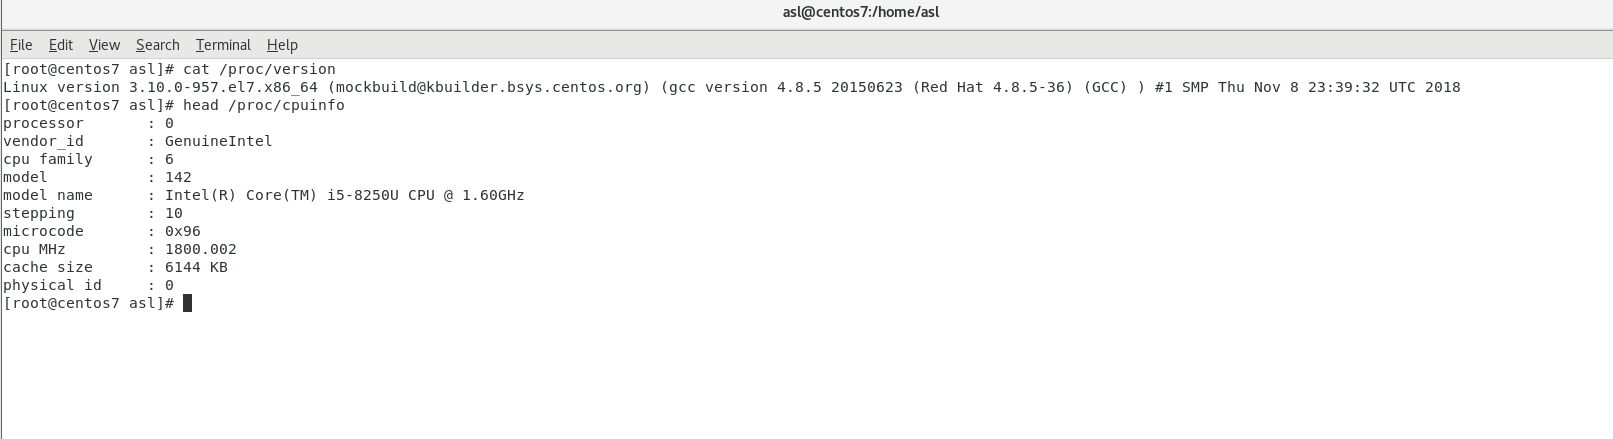 asl@centos7:/home/asl
File Edit View Search Terminal Help
[root@centos7 asl]# cat /proc/version
Linux version 3.10.0-957.el7.x86_64 (mockbuild@kbuilder.bsys.centos.org) (gcc version 4.8.5 20150623 (Red Hat 4.8.5-36) (GCC) ) #1 SMP Thu Nov 8 23:39:32 UTC 2018
[root@centos7 asl]# head /proc/cpuinfo
processor       : 0
vendor_id       : GenuineIntel
cpu family      : 6
model           : 142
model name      : Intel(R) Core(TM) i5-8250U CPU @ 1.60GHz
stepping        : 10
microcode       : 0x96
cpu MHz         : 1800.002
cache size      : 6144 KB
physical id     : 0
[root@centos7 asl]#